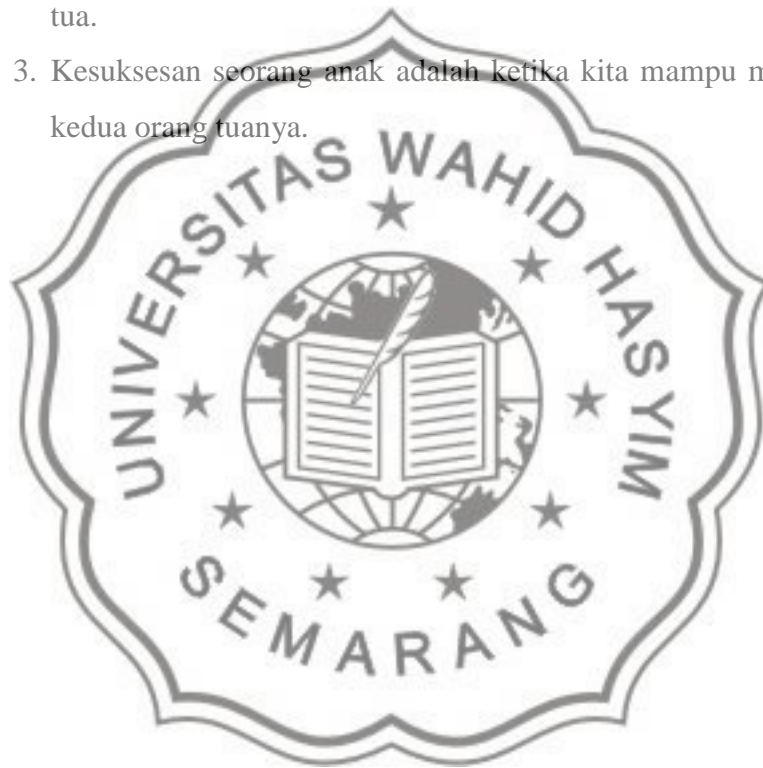 tua.
3. Kesuksesan seorang anak adalah ketika kita mampu
kedua orang tuanya.
UNIVERSITAS WAHID HASYIM
SEMARANG